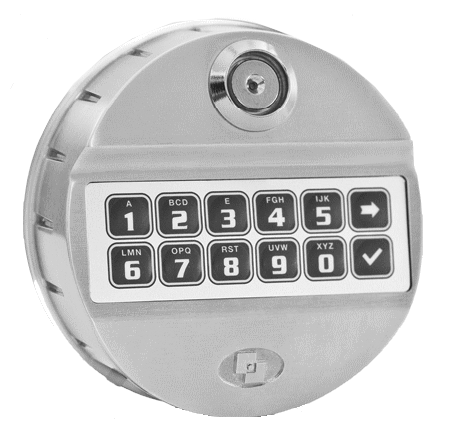 A BCD E FGH IJK
1 2 3 4 5
LMN OPQ RST UVW XYZ
6 7 8 9 0